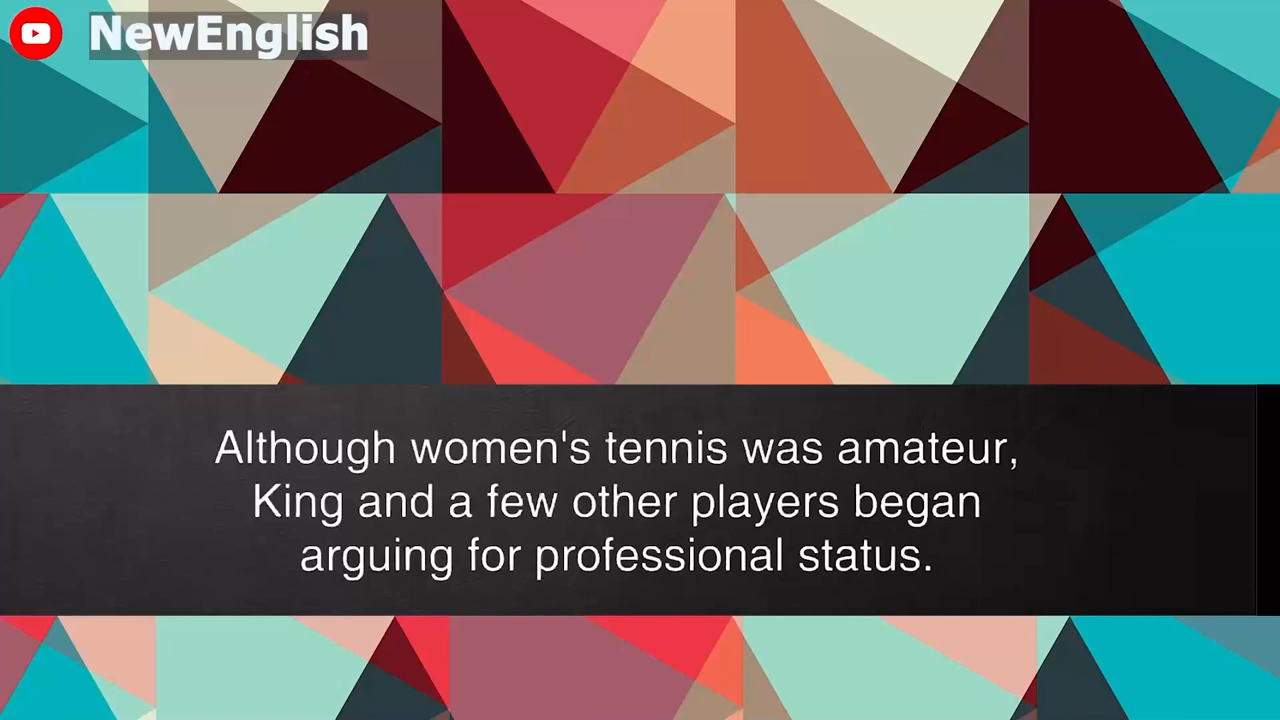 NewEnglish
Although women's tennis was amateur,
King and a few other players began
arguing for professional status.